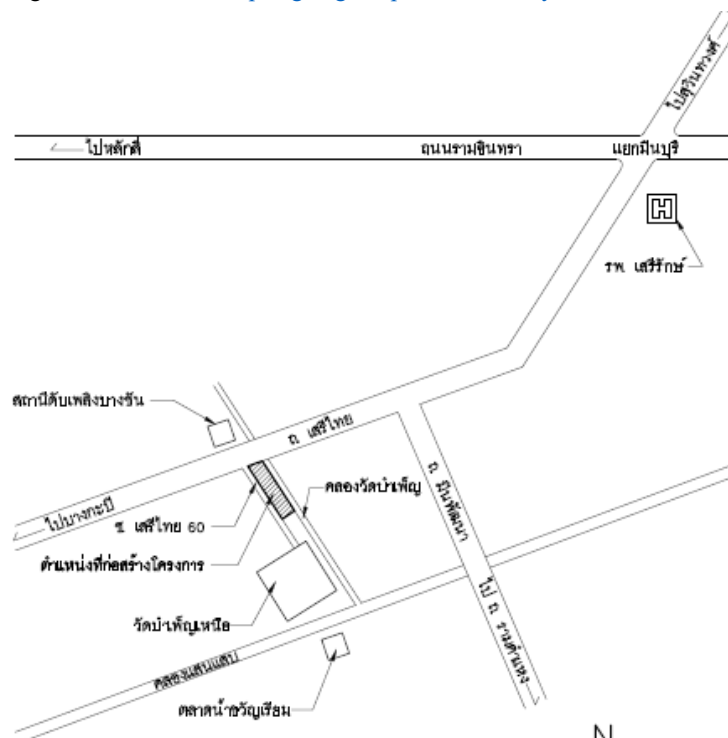 ไปสุวินทวงศ์
ไปหลักสี่
ถนนรามอินทรา
แยกมีนบุรี
H
รพ. เสรีรักษ์
สถานีดับเพลิงบางชัน
ถ. เสรีไทย
คลองวัดบำเพ็ญ
ถ. มีนพัฒนา
ไปบางกะปิ
ซ. เสรีไทย 60
ตำแหน่งที่ก่อสร้างโครงการ
ไป ถ. รามคำแหง
วัดบำเพ็ญเหนือ
คลองแสนแสบ
ตลาดน้ำขวัญเรียม
N